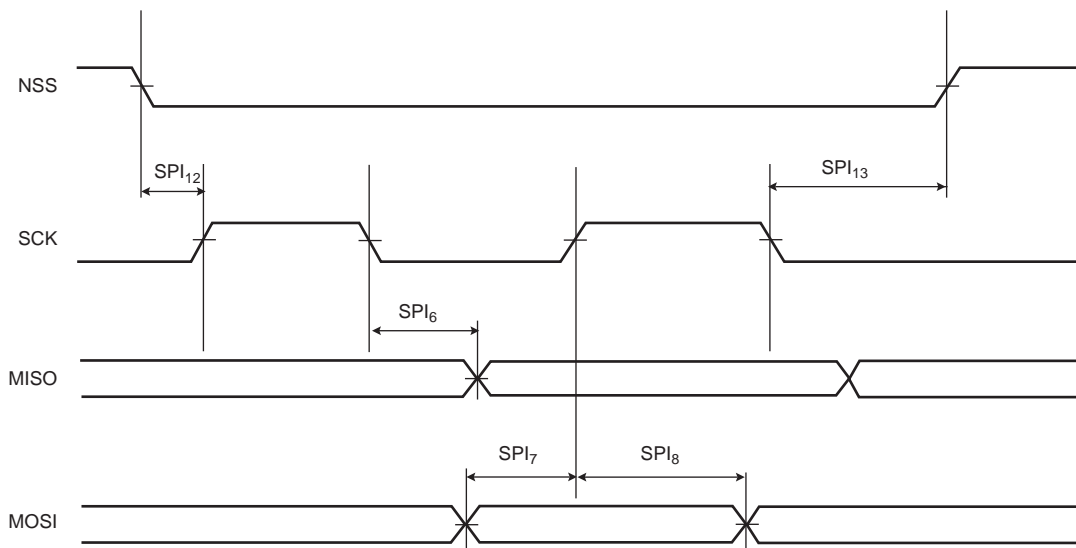 NSS
SPI₁₂
SPI₁₃
SCK
SPI₆
MISO
SPI₇
SPI₈
MOSI